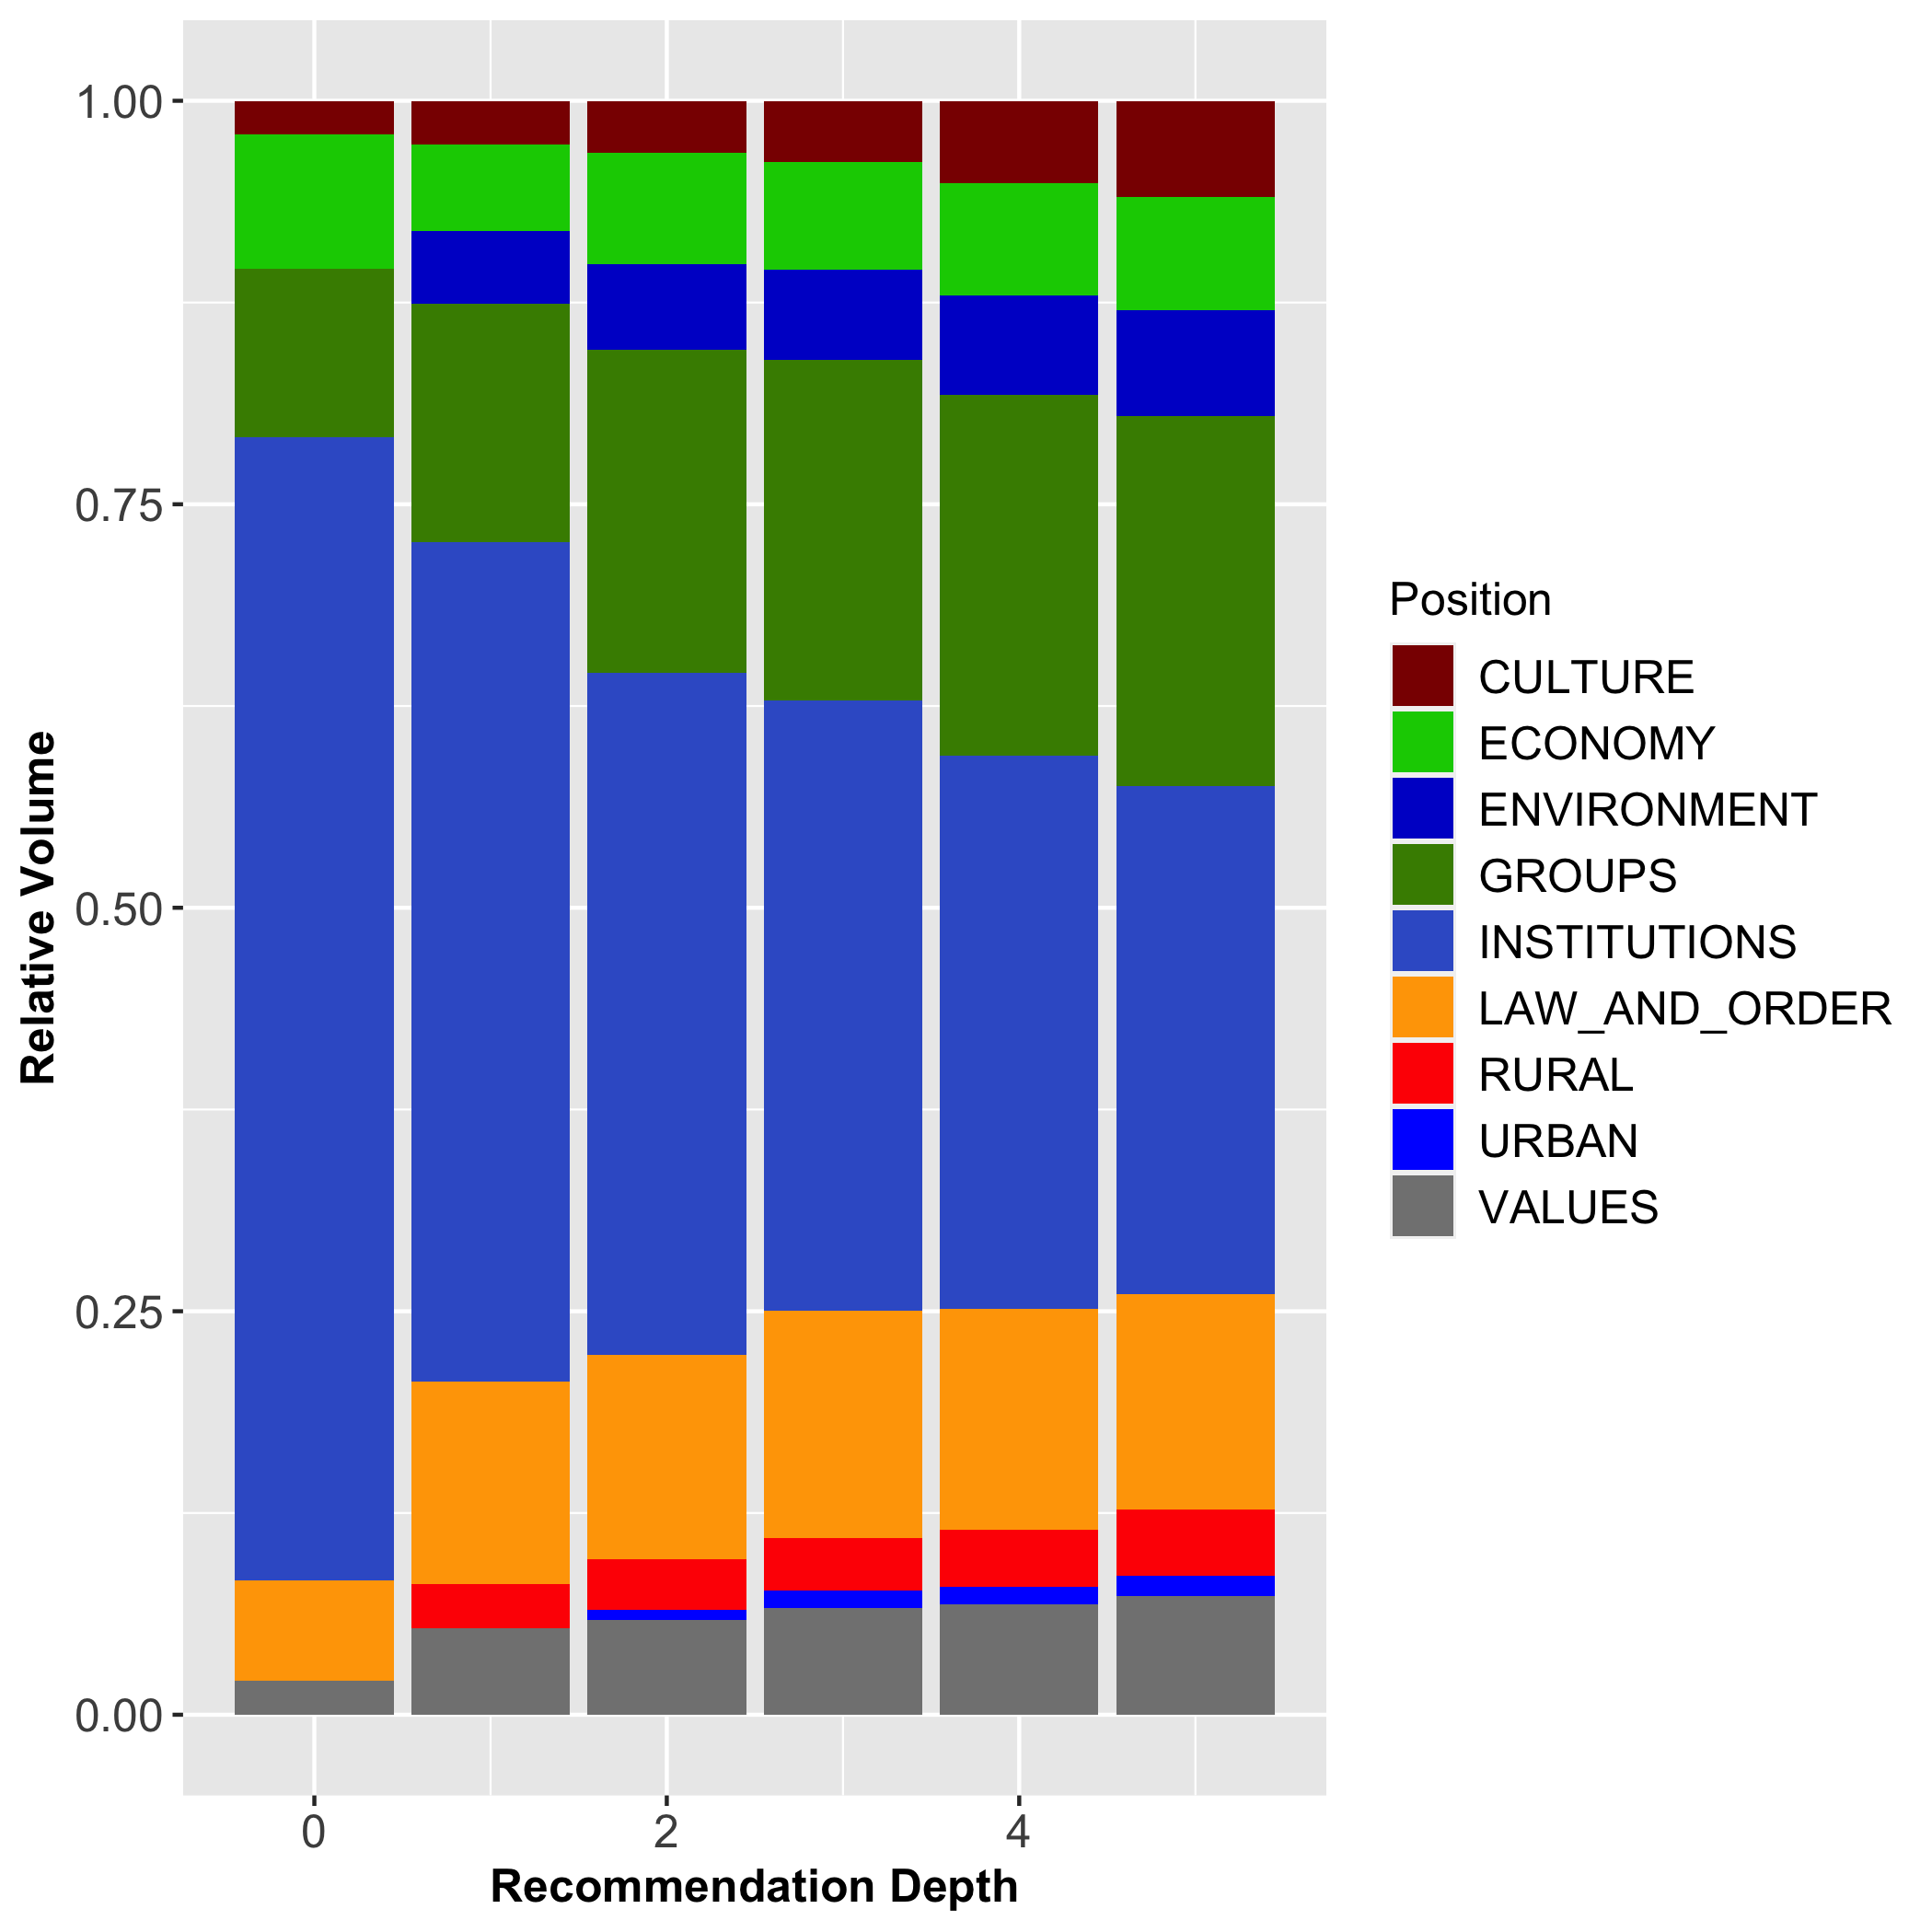 1.00
0.75
0.50
0.25
0.00
Relative Volume
0
2
4
Recommendation Depth
Position
CULTURE
ECONOMY
ENVIRONMENT
GROUPS
INSTITUTIONS
LAW_AND_ORDER
RURAL
URBAN
VALUES